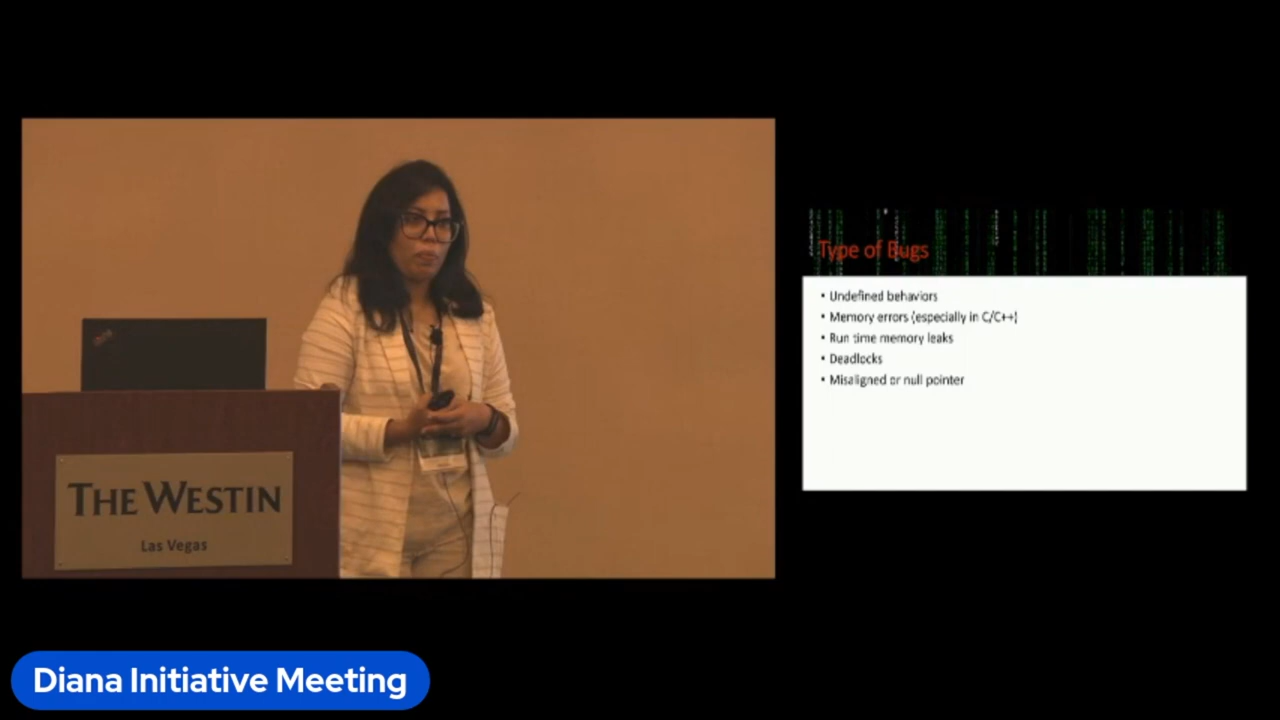 Type of Bugs
• Undefined behaviors
• Memory errors (especially in C/C++)
• Run time memory leaks
• Deadlocks
• Misaligned or null pointer
THE WESTIN
Las Vegas
Diana Initiative Meeting